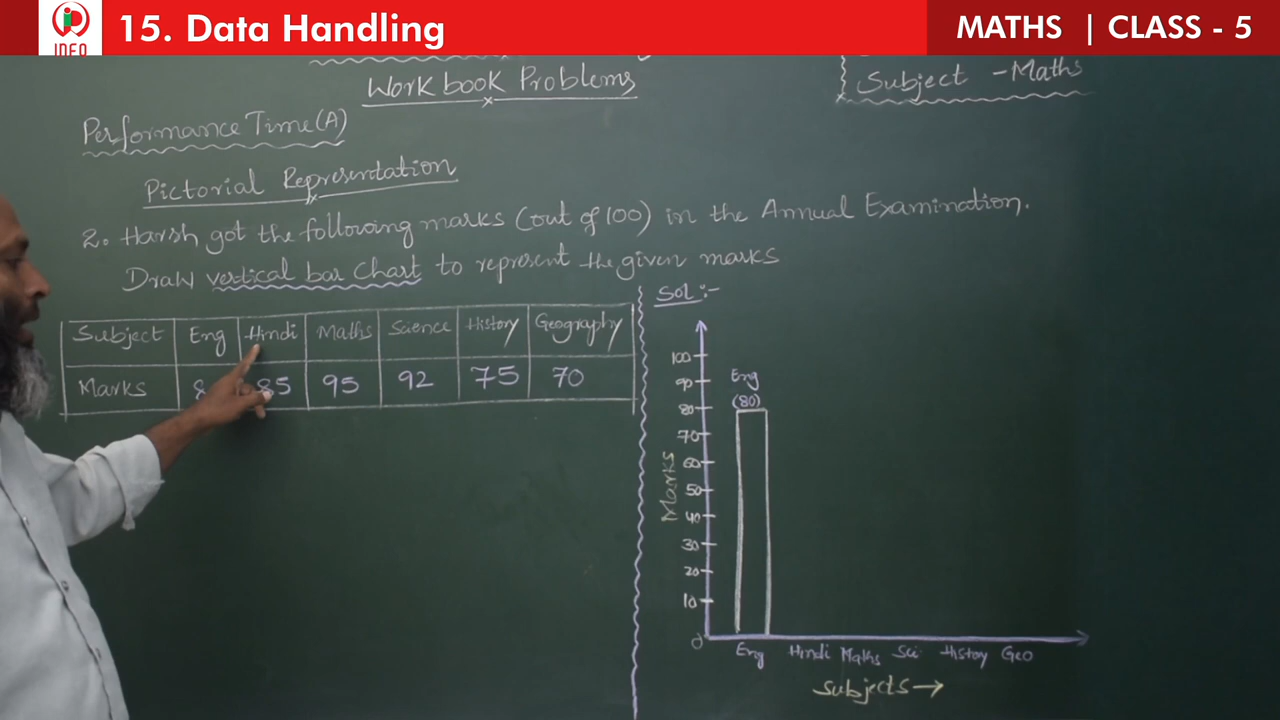 INFO
15. Data Handling
MATHS | CLASS - 5
Work book Problems
Subject - Maths
Performance Time (A)
Pictorial Representation
2. Harsh got the following marks (out of 100) in the Annual Examination.
Draw vertical bar Chart to represent the given marks
Subject Eng Hindi Maths Science History Geography
Marks 85 95 92 75 70
Sol :-
100
90
80
70
60
50
40
30
20
10
0
Eng
(80)
Marks
Eng Hindi Maths Sci History Geo
Subjects →